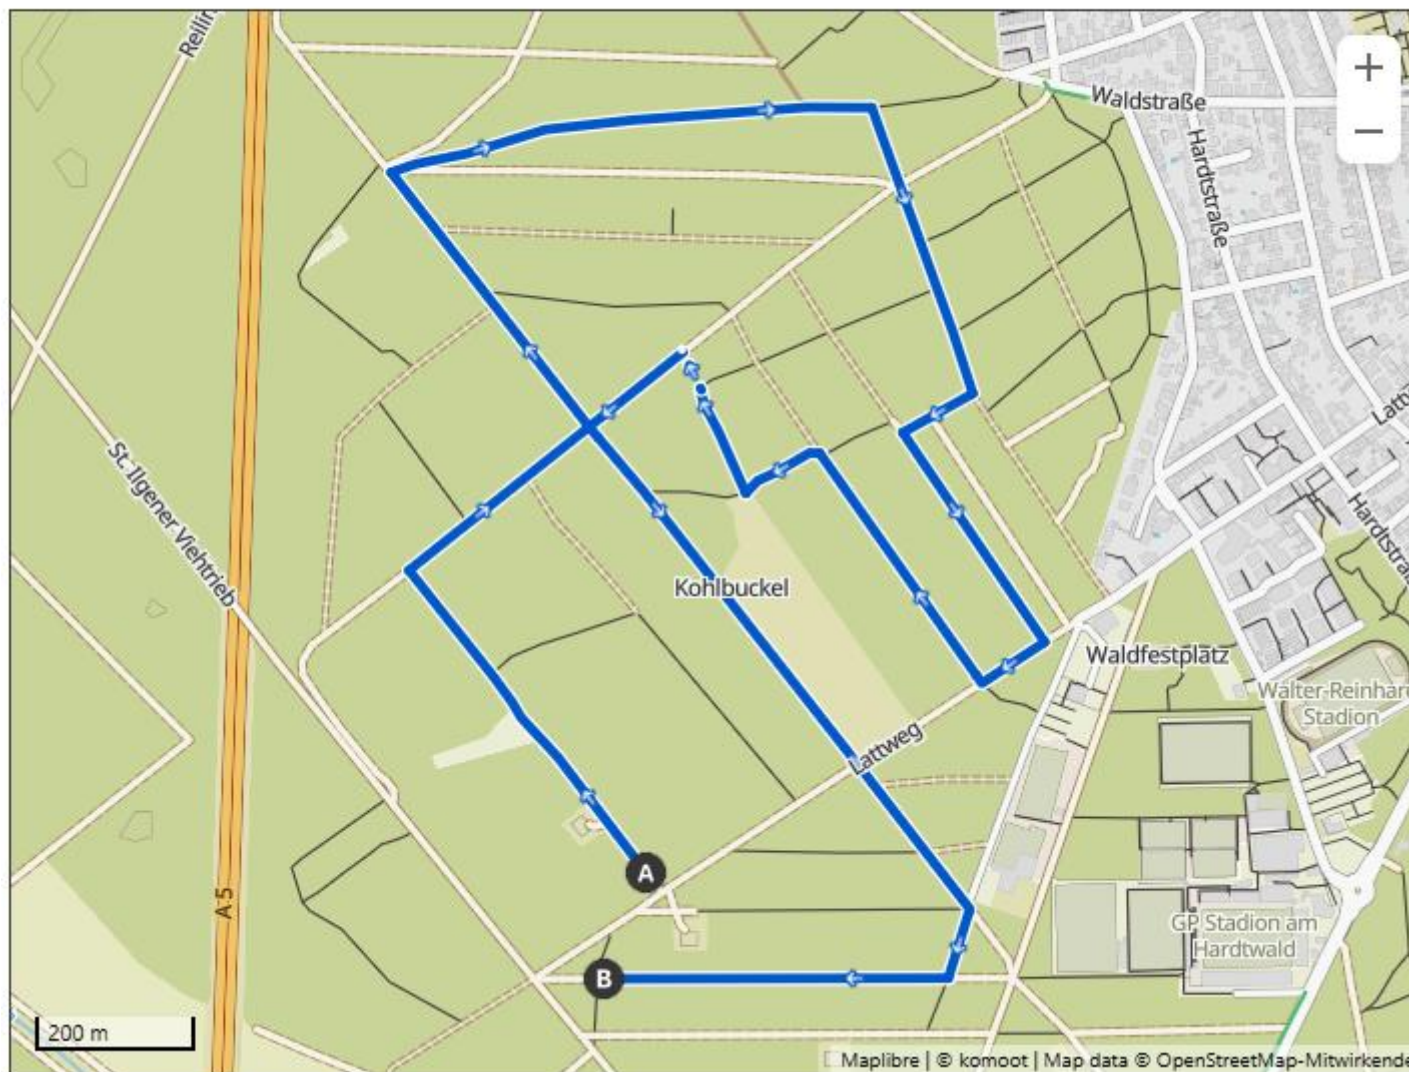 Waldstraße
Hardtstraße
St. Ilgener Viehtrieb
Kohlbuckel
Waldfestplatz
Walter-Reinhard
Stadion
Lattweg
Hardtstraße
A 5
A
B
GP Stadion am
Hardtwald
200 m
+
−
Maplibre | © komoot | Map data © OpenStreetMap-Mitwirkende